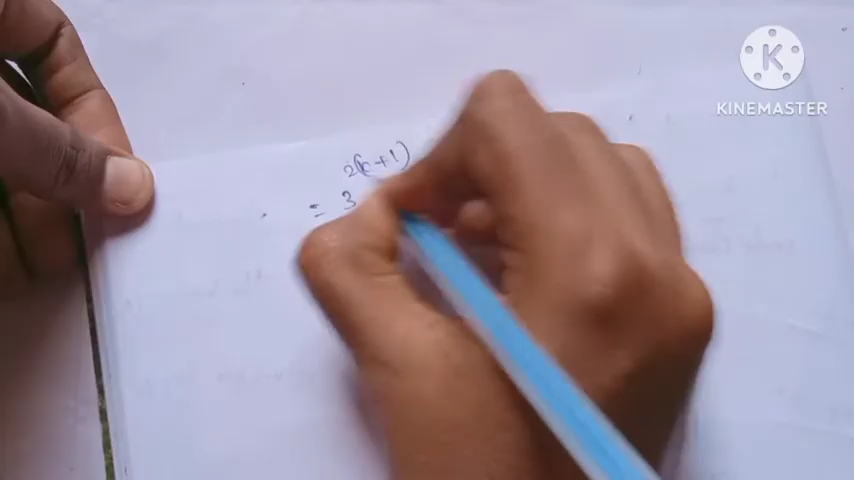 K
KINEMASTER
2(k+1)
= 3